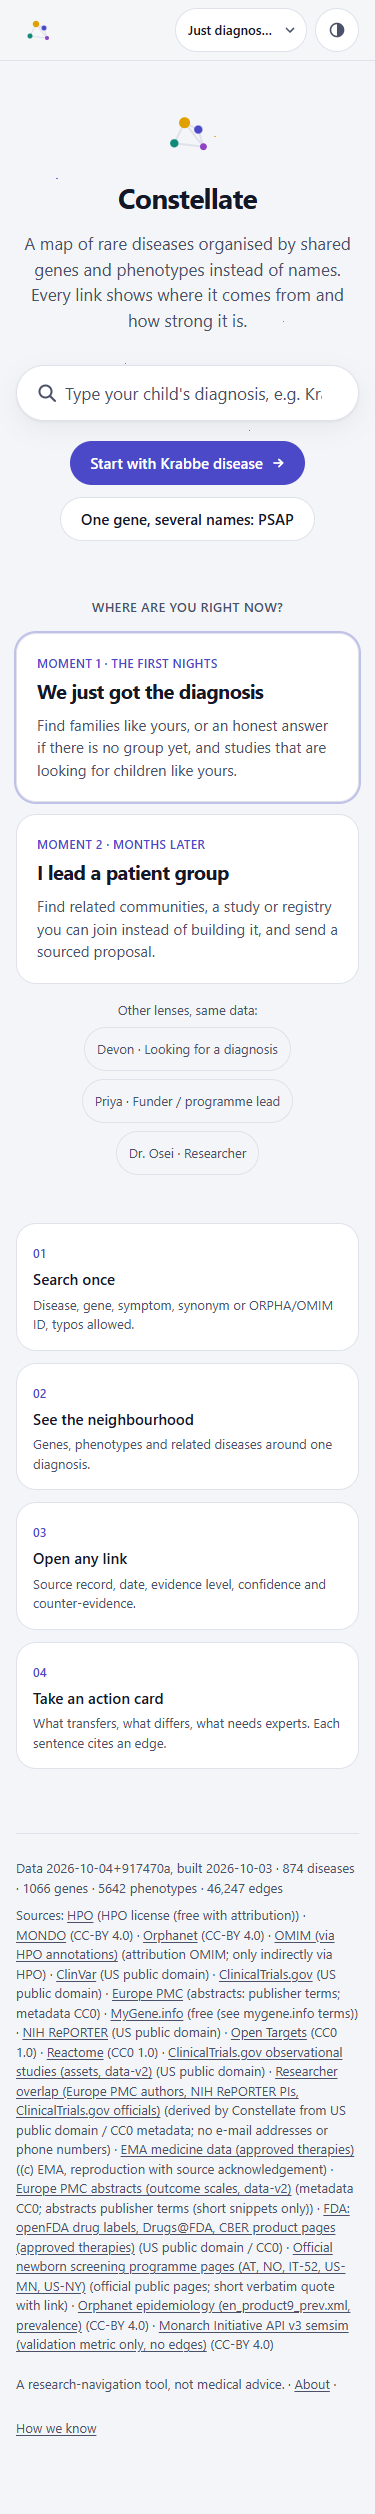 Just diagnos...
Constellate
A map of rare diseases organised by shared
genes and phenotypes instead of names.
Every link shows where it comes from and
how strong it is.
Type your child's diagnosis, e.g. Kr
Start with Krabbe disease →
One gene, several names: PSAP
WHERE ARE YOU RIGHT NOW?
MOMENT 1 · THE FIRST NIGHTS
We just got the diagnosis
Find families like yours, or an honest answer
if there is no group yet, and studies that are
looking for children like yours.
MOMENT 2 · MONTHS LATER
I lead a patient group
Find related communities, a study or registry
you can join instead of building it, and send a
sourced proposal.
Other lenses, same data:
Devon · Looking for a diagnosis
Priya · Funder / programme lead
Dr. Osei · Researcher
01
Search once
Disease, gene, symptom, synonym or ORPHA/OMIM
ID, typos allowed.
02
See the neighbourhood
Genes, phenotypes and related diseases around one
diagnosis.
03
Open any link
Source record, date, evidence level, confidence and
counter-evidence.
04
Take an action card
What transfers, what differs, what needs experts. Each
sentence cites an edge.
Data 2026-10-04+917470a, built 2026-10-03 · 874 diseases
· 1066 genes · 5642 phenotypes · 46,247 edges
Sources: HPO (HPO license (free with attribution)) ·
MONDO (CC-BY 4.0) · Orphanet (CC-BY 4.0) · OMIM (via
HPO annotations) (attribution OMIM; only indirectly via
HPO) · ClinVar (US public domain) · ClinicalTrials.gov (US
public domain) · Europe PMC (abstracts: publisher terms;
metadata CC0) · MyGene.info (free (see mygene.info terms))
· NIH RePORTER (US public domain) · Open Targets (CC0
1.0) · Reactome (CC0 1.0) · ClinicalTrials.gov observational
studies (assets, data-v2) (US public domain) · Researcher
overlap (Europe PMC authors, NIH RePORTER PIs,
ClinicalTrials.gov officials) (derived by Constellate from US
public domain / CC0 metadata; no e-mail addresses or
phone numbers) · EMA medicine data (approved therapies)
((c) EMA, reproduction with source acknowledgement) ·
Europe PMC abstracts (outcome scales, data-v2) (metadata
CC0; abstracts publisher terms (short snippets only)) · FDA:
openFDA drug labels, Drugs@FDA, CBER product pages
(approved therapies) (US public domain / CC0) · Official
newborn screening programme pages (AT, NO, IT-52, US-
MN, US-NY) (official public pages; short verbatim quote
with link) · Orphanet epidemiology (en_product9_prev.xml,
prevalence) (CC-BY 4.0) · Monarch Initiative API v3 semsim
(validation metric only, no edges) (CC-BY 4.0)
A research-navigation tool, not medical advice. · About ·
How we know